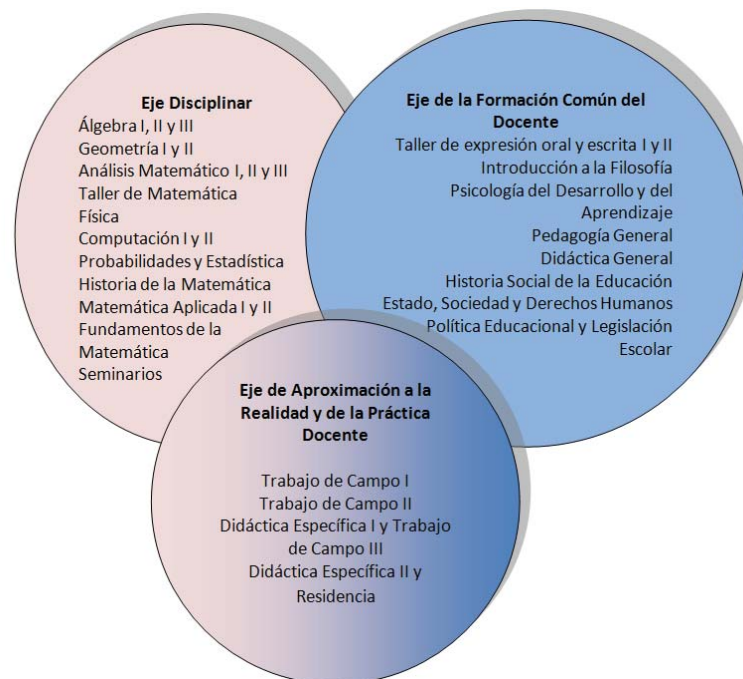 Eje Disciplinar
Álgebra I, II y III
Geometría I y II
Análisis Matemático I, II y III
Taller de Matemática
Física
Computación I y II
Probabilidades y Estadística
Historia de la Matemática
Matemática Aplicada I y II
Fundamentos de la
Matemática
Seminarios
Eje de la Formación Común del
Docente
Taller de expresión oral y escrita I y II
Introducción a la Filosofía
Psicología del Desarrollo y del
Aprendizaje
Pedagogía General
Didáctica General
Historia Social de la Educación
Estado, Sociedad y Derechos Humanos
Política Educacional y Legislación
Escolar
Eje de Aproximación a la
Realidad y de la Práctica
Docente
Trabajo de Campo I
Trabajo de Campo II
Didáctica Específica I y Trabajo
de Campo III
Didáctica Específica II y
Residencia